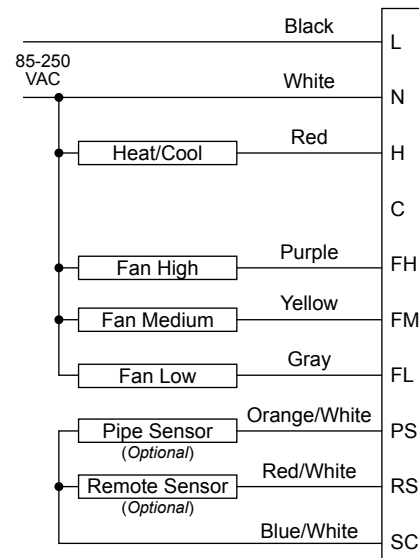 Black
L
85-250
VAC
White
N
Red
Heat/Cool
H
C
Purple
Fan High
FH
Yellow
Fan Medium
FM
Gray
Fan Low
FL
Orange/White
Pipe Sensor
PS
(Optional)
Red/White
Remote Sensor
RS
(Optional)
Blue/White
SC